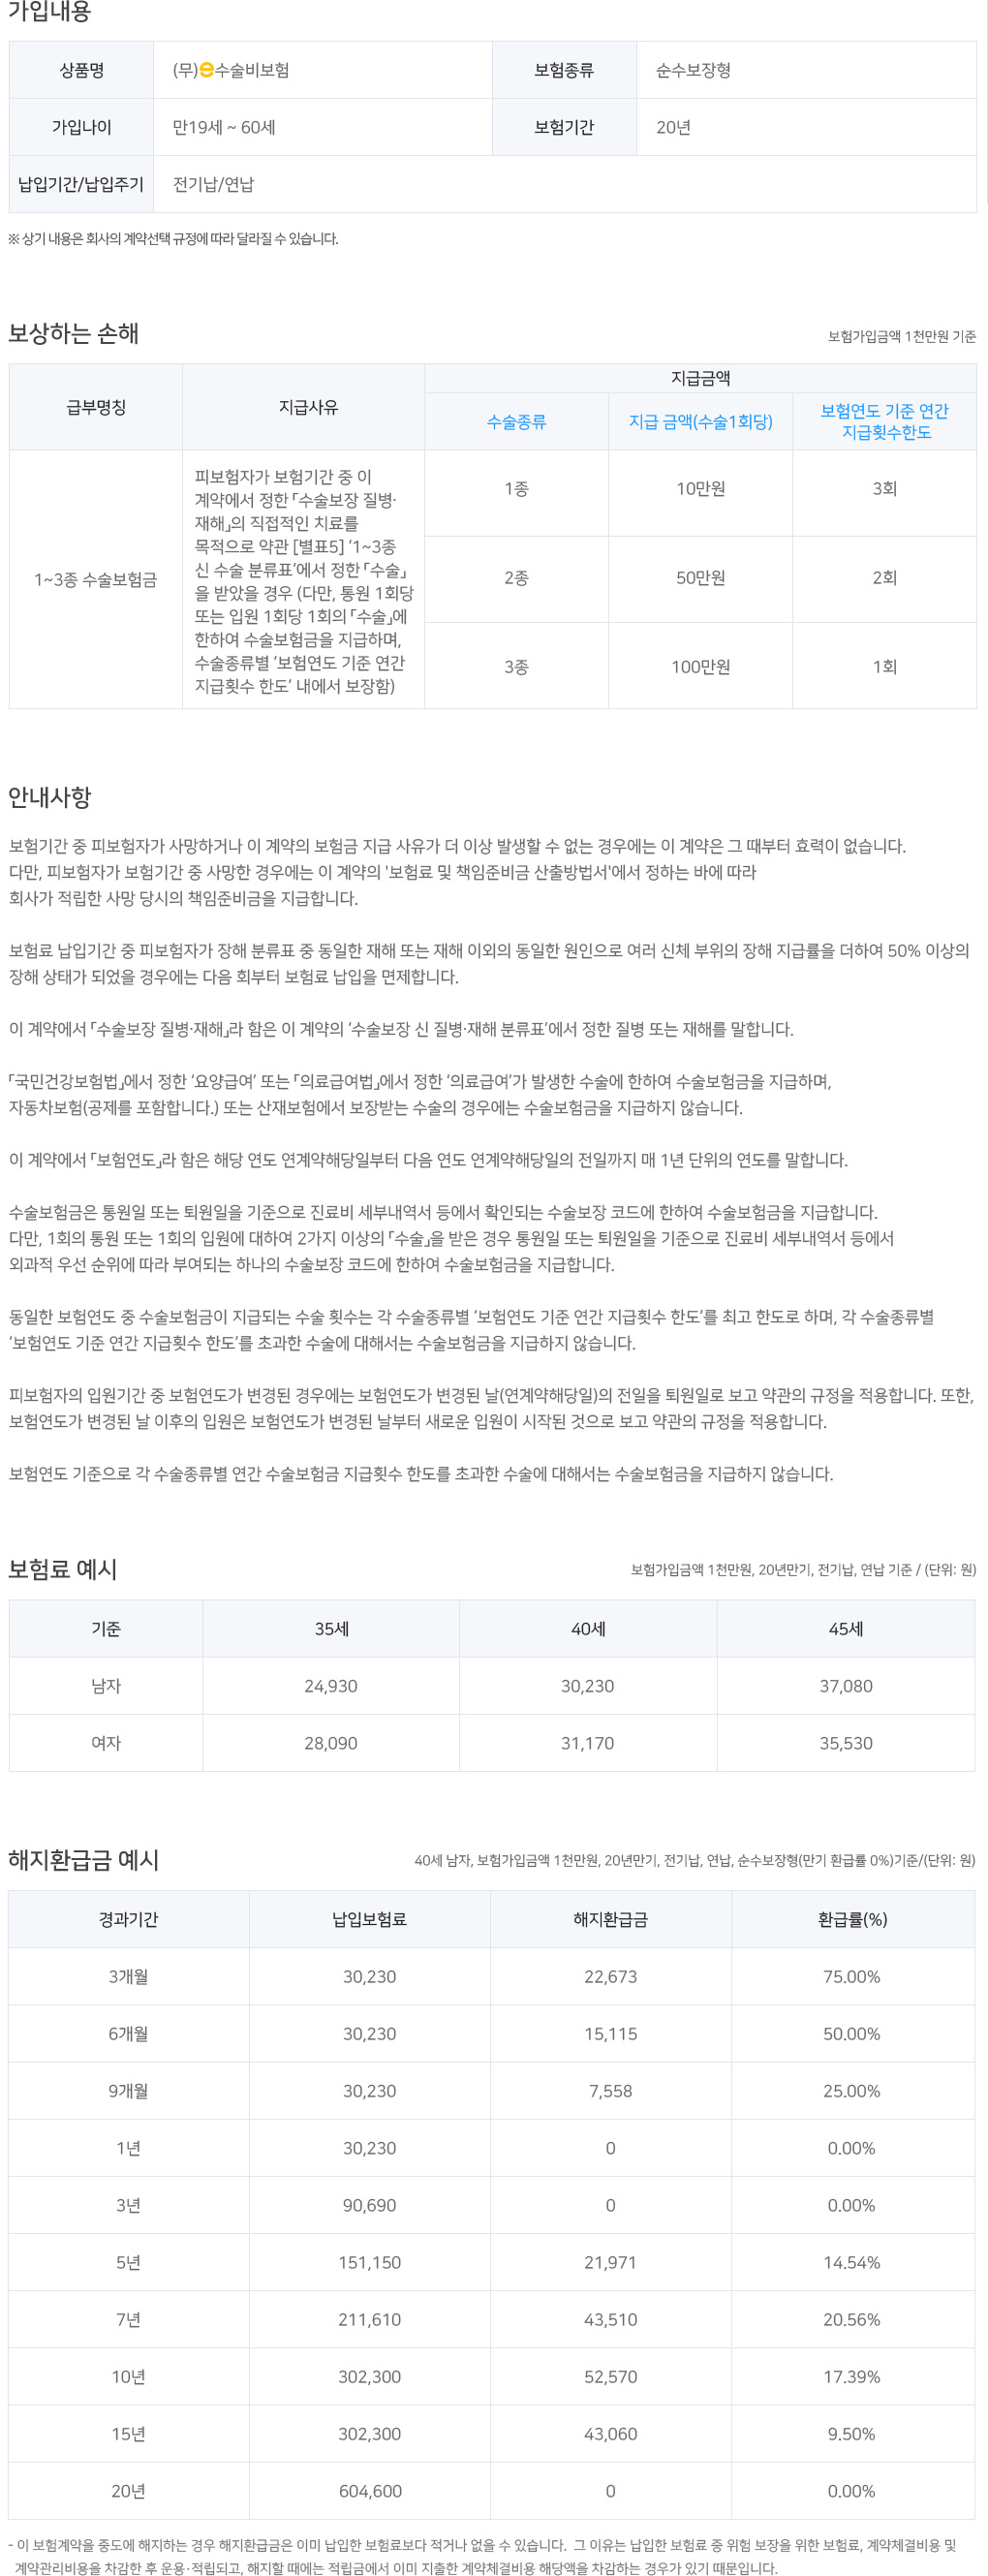 가입내용
상품명 (무)수술비보험 보험종류 순수보장형
가입나이 만19세 ~ 60세 보험기간 20년
납입기간/납입주기 전기납/연납
※ 상기 내용은 회사의 계약선택 규정에 따라 달라질 수 있습니다.
보상하는 손해 보험가입금액 1천만원 기준
급부명칭 지급사유 지급금액
수술종류 지급 금액(수술1회당) 보험연도 기준 연간
지급횟수한도
1~3종 수술보험금
피보험자가 보험기간 중 이
계약에서 정한 「수술보장 질병·
재해」의 직접적인 치료를
목적으로 약관 [별표5] ‘1~3종
신 수술 분류표’에서 정한 「수술」
을 받았을 경우 (다만, 통원 1회당
또는 입원 1회당 1회의 「수술」에
한하여 수술보험금을 지급하며,
수술종류별 ‘보험연도 기준 연간
지급횟수 한도’ 내에서 보장함)
1종 10만원 3회
2종 50만원 2회
3종 100만원 1회
안내사항
보험기간 중 피보험자가 사망하거나 이 계약의 보험금 지급 사유가 더 이상 발생할 수 없는 경우에는 이 계약은 그 때부터 효력이 없습니다.
다만, 피보험자가 보험기간 중 사망한 경우에는 이 계약의 '보험료 및 책임준비금 산출방법서'에서 정하는 바에 따라
회사가 적립한 사망 당시의 책임준비금을 지급합니다.
보험료 납입기간 중 피보험자가 장해 분류표 중 동일한 재해 또는 재해 이외의 동일한 원인으로 여러 신체 부위의 장해 지급률을 더하여 50% 이상의
장해 상태가 되었을 경우에는 다음 회부터 보험료 납입을 면제합니다.
이 계약에서 「수술보장 질병·재해」라 함은 이 계약의 ‘수술보장 신 질병·재해 분류표’에서 정한 질병 또는 재해를 말합니다.
「국민건강보험법」에서 정한 ‘요양급여’ 또는 「의료급여법」에서 정한 ‘의료급여’가 발생한 수술에 한하여 수술보험금을 지급하며,
자동차보험(공제를 포함합니다.) 또는 산재보험에서 보장받는 수술의 경우에는 수술보험금을 지급하지 않습니다.
이 계약에서 「보험연도」라 함은 해당 연도 연계약해당일부터 다음 연도 연계약해당일의 전일까지 매 1년 단위의 연도를 말합니다.
수술보험금은 통원일 또는 퇴원일을 기준으로 진료비 세부내역서 등에서 확인되는 수술보장 코드에 한하여 수술보험금을 지급합니다.
다만, 1회의 통원 또는 1회의 입원에 대하여 2가지 이상의 「수술」을 받은 경우 통원일 또는 퇴원일을 기준으로 진료비 세부내역서 등에서
외과적 우선 순위에 따라 부여되는 하나의 수술보장 코드에 한하여 수술보험금을 지급합니다.
동일한 보험연도 중 수술보험금이 지급되는 수술 횟수는 각 수술종류별 ‘보험연도 기준 연간 지급횟수 한도’를 최고 한도로 하며, 각 수술종류별
‘보험연도 기준 연간 지급횟수 한도’를 초과한 수술에 대해서는 수술보험금을 지급하지 않습니다.
피보험자의 입원기간 중 보험연도가 변경된 경우에는 보험연도가 변경된 날(연계약해당일)의 전일을 퇴원일로 보고 약관의 규정을 적용합니다. 또한,
보험연도가 변경된 날 이후의 입원은 보험연도가 변경된 날부터 새로운 입원이 시작된 것으로 보고 약관의 규정을 적용합니다.
보험연도 기준으로 각 수술종류별 연간 수술보험금 지급횟수 한도를 초과한 수술에 대해서는 수술보험금을 지급하지 않습니다.
보험료 예시 보험가입금액 1천만원, 20년만기, 전기납, 연납 기준 / (단위: 원)
기준 35세 40세 45세
남자 24,930 30,230 37,080
여자 28,090 31,170 35,530
해지환급금 예시 40세 남자, 보험가입금액 1천만원, 20년만기, 전기납, 연납, 순수보장형(만기 환급률 0%)기준/(단위: 원)
경과기간 납입보험료 해지환급금 환급률(%)
3개월 30,230 22,673 75.00%
6개월 30,230 15,115 50.00%
9개월 30,230 7,558 25.00%
1년 30,230 0 0.00%
3년 90,690 0 0.00%
5년 151,150 21,971 14.54%
7년 211,610 43,510 20.56%
10년 302,300 52,570 17.39%
15년 302,300 43,060 9.50%
20년 604,600 0 0.00%
- 이 보험계약을 중도에 해지하는 경우 해지환급금은 이미 납입한 보험료보다 적거나 없을 수 있습니다. 그 이유는 납입한 보험료 중 위험 보장을 위한 보험료, 계약체결비용 및
계약관리비용을 차감한 후 운용·적립되고, 해지할 때에는 적립금에서 이미 지출한 계약체결비용 해당액을 차감하는 경우가 있기 때문입니다.